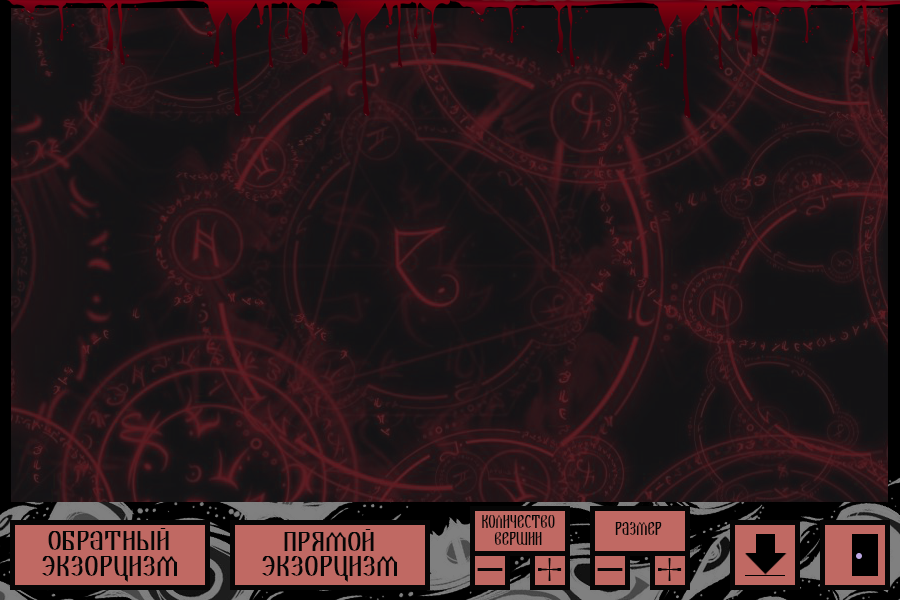 ОБРАТНЫЙ
ЭКЗОРЦИЗМ
ПРЯМОЙ
ЭКЗОРЦИЗМ
КОЛИЧЕСТВО
ВЕРШИН
РАЗМЕР